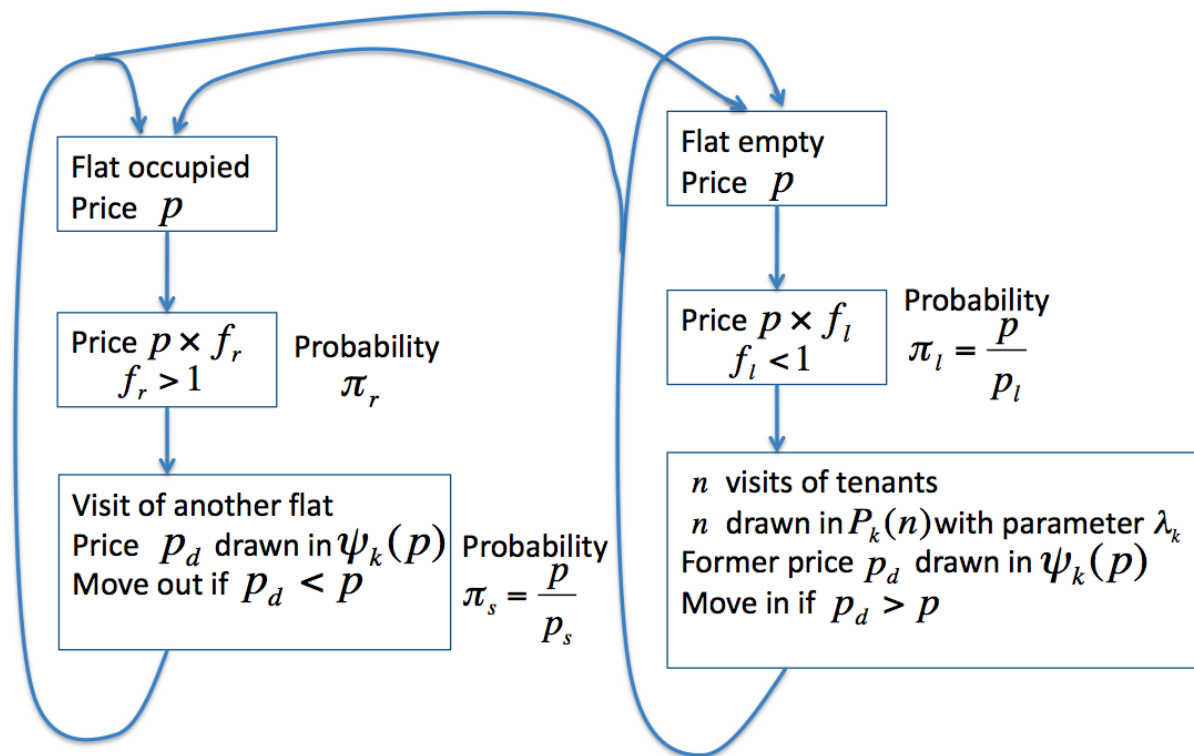 Flat occupied
Price p
Price p × f_r
f_r > 1
Probability
π_r
Visit of another flat
Price p_d drawn in ψ_k(p)
Move out if p_d < p
Probability
π_s = p / p_s
Flat empty
Price p
Price p × f_l
f_l < 1
Probability
π_l = p / p_l
n visits of tenants
n drawn in P_k(n) with parameter λ_k
Former price p_d drawn in ψ_k(p)
Move in if p_d > p